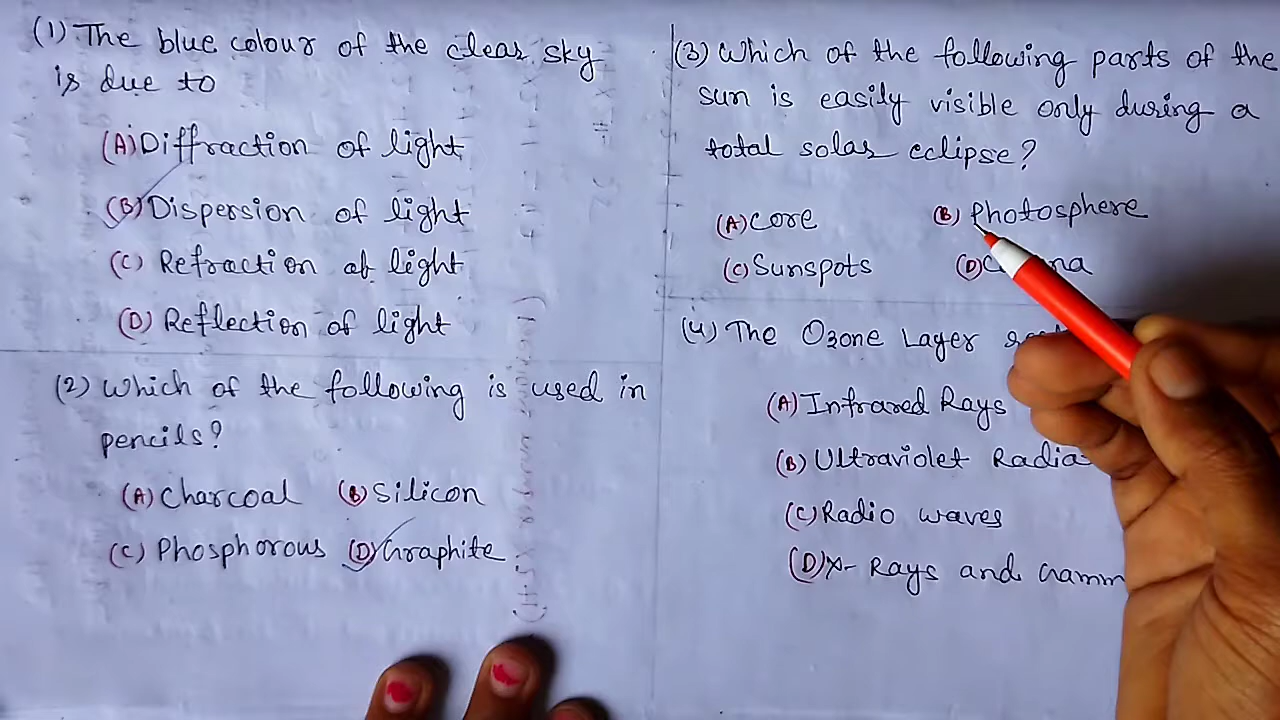 (1) The blue colour of the clear sky
is due to
(A) Diffraction of light
(B) Dispersion of light
(C) Refraction of light
(D) Reflection of light
(2) Which of the following is used in
pencils?
(A) Charcoal (B) Silicon
(C) Phosphorous (D) Graphite
(3) Which of the following parts of the
sun is easily visible only during a
total solar eclipse?
(A) Core (B) Photosphere
(C) Sunspots (D)
(4) The Ozone Layer
(A) Infrared Rays
(B) Ultraviolet
(C) Radio waves
(D) X- Rays and